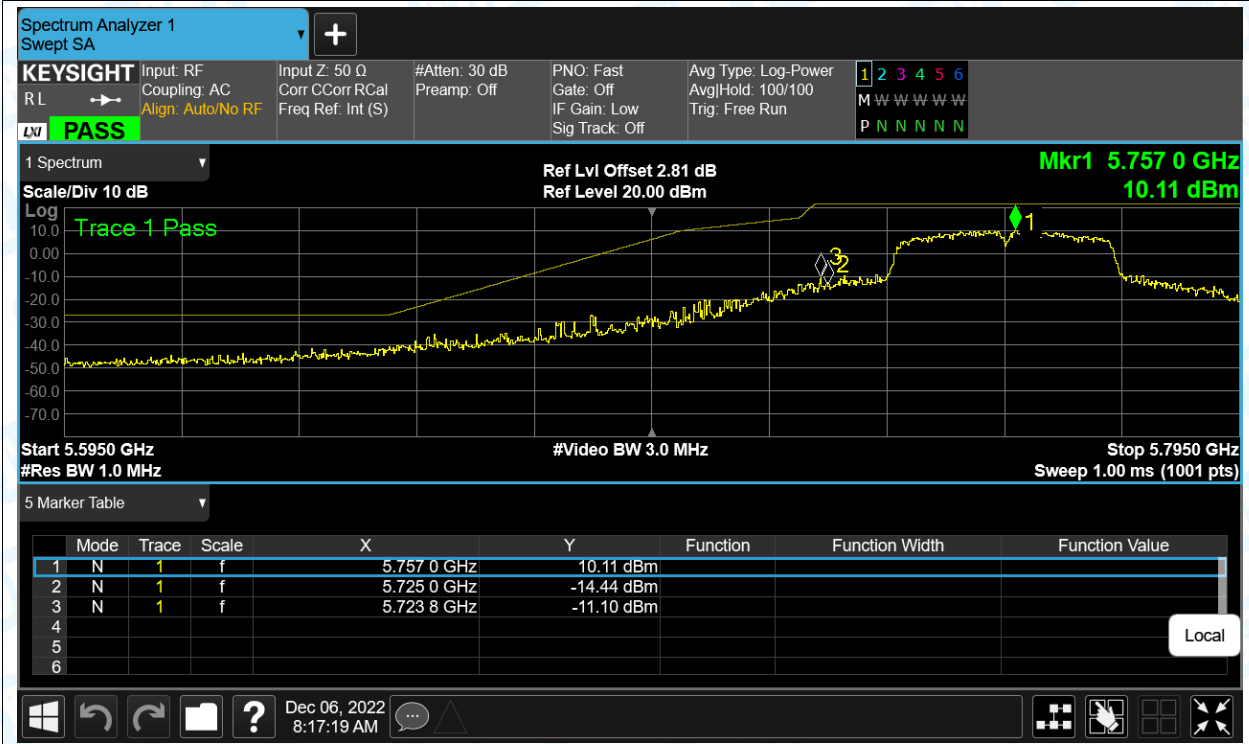 Spectrum Analyzer 1
Swept SA
+
KEYSIGHT
R L
LXI PASS
Input: RF
Coupling: AC
Align: Auto/No RF
Input Z: 50 Ω
Corr CCorr RCal
Freq Ref: Int (S)
#Atten: 30 dB
Preamp: Off
PNO: Fast
Gate: Off
IF Gain: Low
Sig Track: Off
Avg Type: Log-Power
Avg|Hold: 100/100
Trig: Free Run
1 2 3 4 5 6
M W W W W W
P N N N N N
1 Spectrum
Scale/Div 10 dB
Ref Lvl Offset 2.81 dB
Ref Level 20.00 dBm
Mkr1 5.757 0 GHz
10.11 dBm
Log
Trace 1 Pass
10.0
0.00
-10.0
-20.0
-30.0
-40.0
-50.0
-60.0
-70.0
1
3
2
Start 5.5950 GHz #Video BW 3.0 MHz Stop 5.7950 GHz
#Res BW 1.0 MHz Sweep 1.00 ms (1001 pts)
5 Marker Table
Mode Trace Scale X Y Function Function Width Function Value
1 N 1 f 5.757 0 GHz 10.11 dBm
2 N 1 f 5.725 0 GHz -14.44 dBm
3 N 1 f 5.723 8 GHz -11.10 dBm
4
5
6
Local
?
Dec 06, 2022
8:17:19 AM